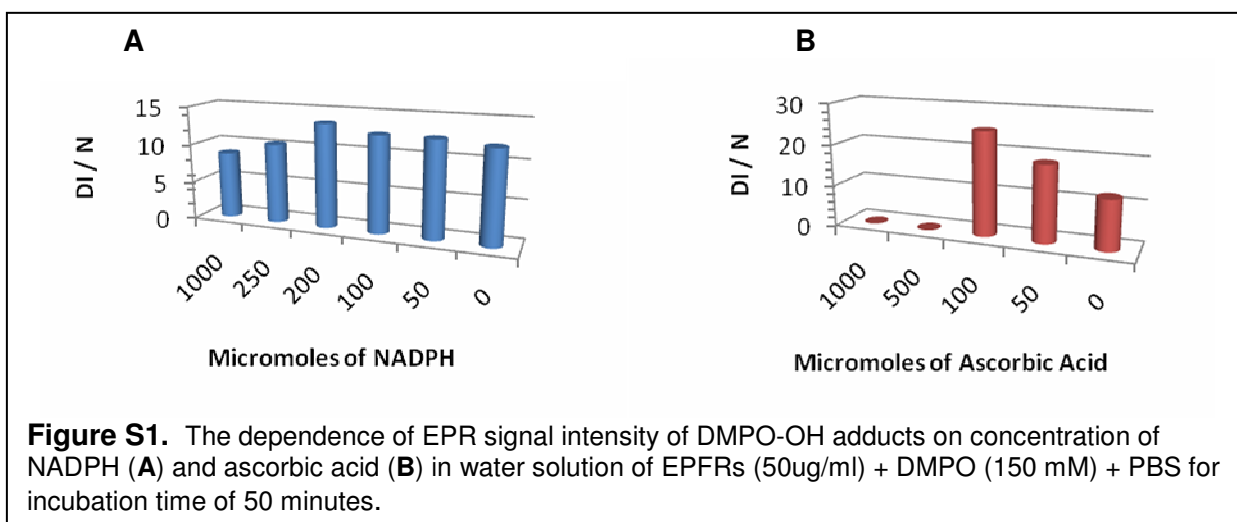 A
B
15
10
5
0
DI / N
1000
250
200
100
50
0
Micromoles of NADPH
30
20
10
0
DI / N
1000
500
100
50
0
Micromoles of Ascorbic Acid
Figure S1. The dependence of EPR signal intensity of DMPO-OH adducts on concentration of
NADPH (A) and ascorbic acid (B) in water solution of EPFRs (50ug/ml) + DMPO (150 mM) + PBS for
incubation time of 50 minutes.